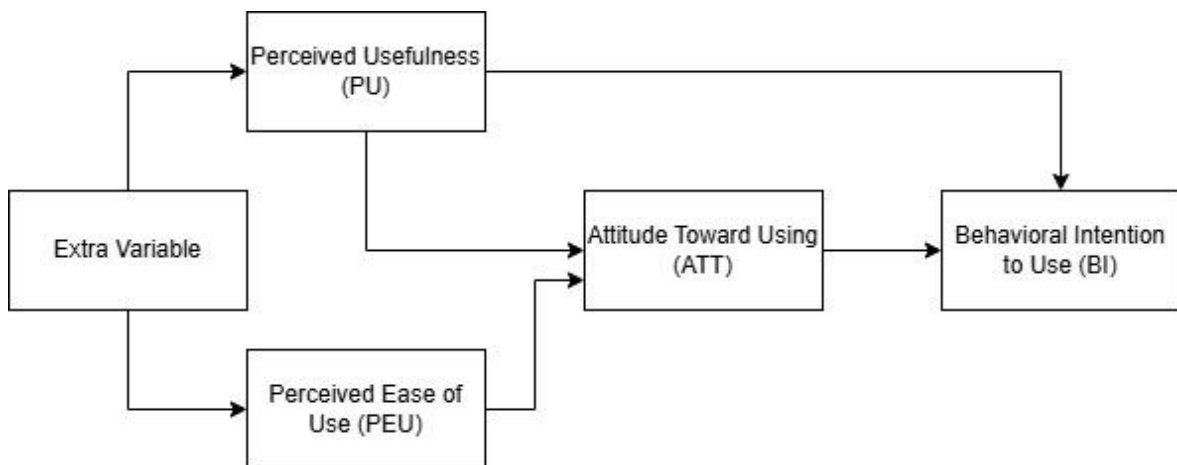 Perceived Usefulness
(PU)
Extra Variable
Attitude Toward Using
(ATT)
Behavioral Intention
to Use (BI)
Perceived Ease of
Use (PEU)